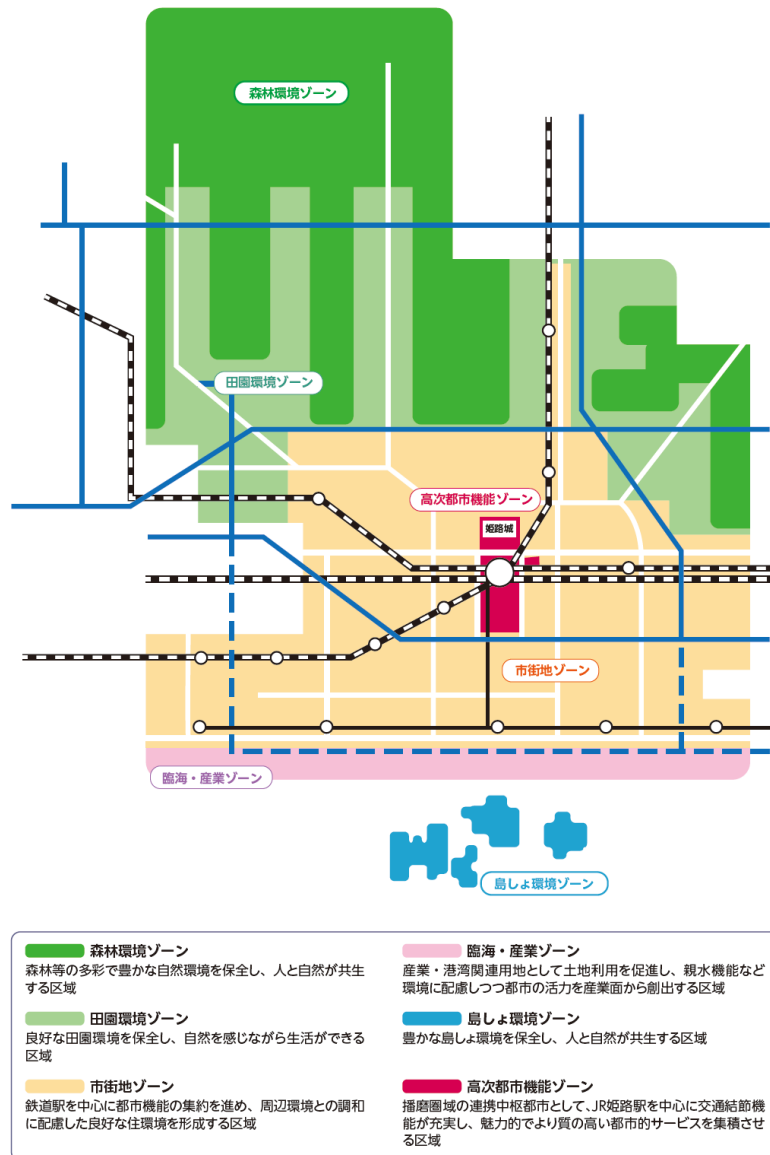 森林環境ゾーン
田園環境ゾーン
高次都市機能ゾーン
姫路城
市街地ゾーン
臨海・産業ゾーン
島しょ環境ゾーン
森林環境ゾーン
森林等の多彩で豊かな自然環境を保全し、人と自然が共生
する区域
田園環境ゾーン
良好な田園環境を保全し、自然を感じながら生活ができる
区域
市街地ゾーン
鉄道駅を中心に都市機能の集約を進め、周辺環境との調和
に配慮した良好な住環境を形成する区域
臨海・産業ゾーン
産業・港湾関連用地として土地利用を促進し、親水機能など
環境に配慮しつつ都市の活力を産業面から創出する区域
島しょ環境ゾーン
豊かな島しょ環境を保全し、人と自然が共生する区域
高次都市機能ゾーン
播磨圏域の連携中枢都市として、JR姫路駅を中心に交通結節機
能が充実し、魅力的でより質の高い都市的サービスを集積させ
る区域